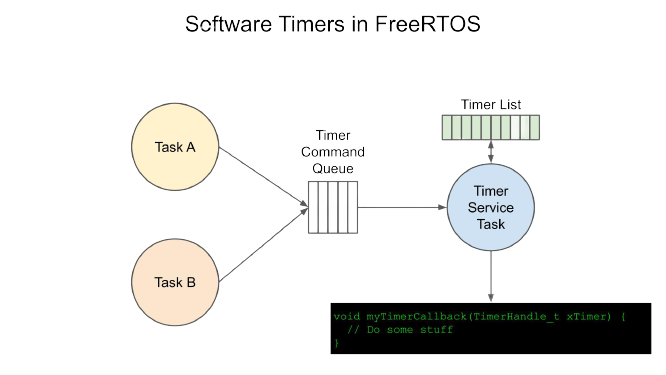 Software Timers in FreeRTOS
Timer List
Task A
Timer
Command
Queue
Timer
Service
Task
Task B
void myTimerCallback(TimerHandle_t xTimer) {
// Do some stuff
}